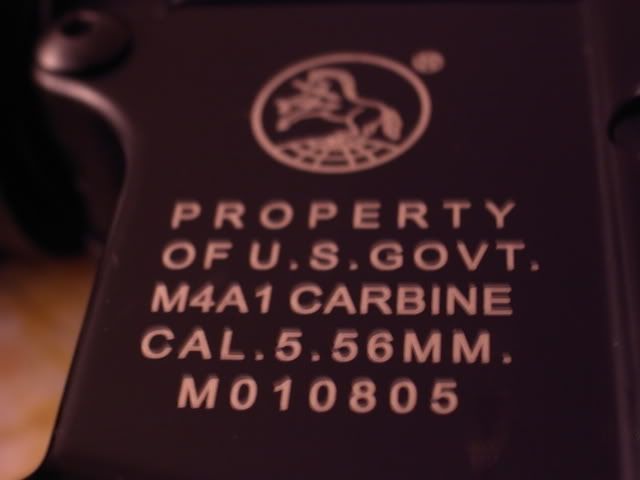 ®
PROPERTY
OF U.S. GOVT.
M4A1 CARBINE
CAL. 5.56MM.
M010805